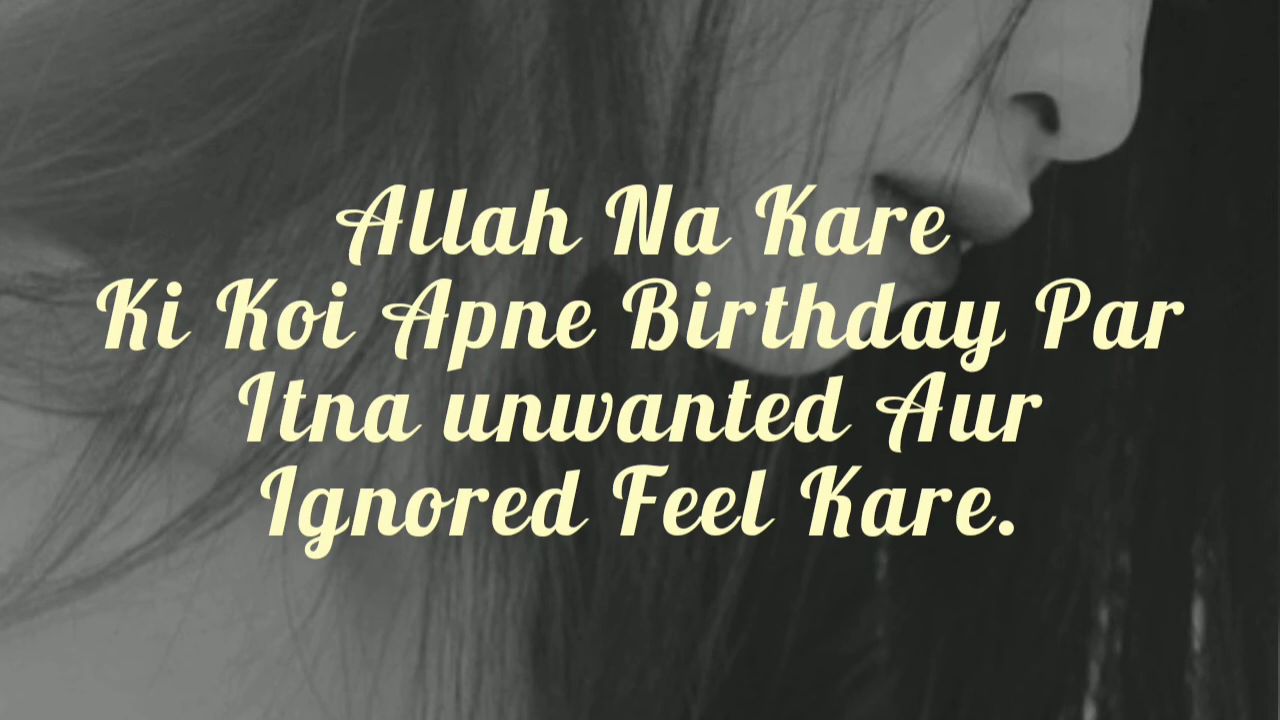 Allah Na Kare
Ki Koi Apne Birthday Par
Itna unwanted Aur
Ignored Feel Kare.